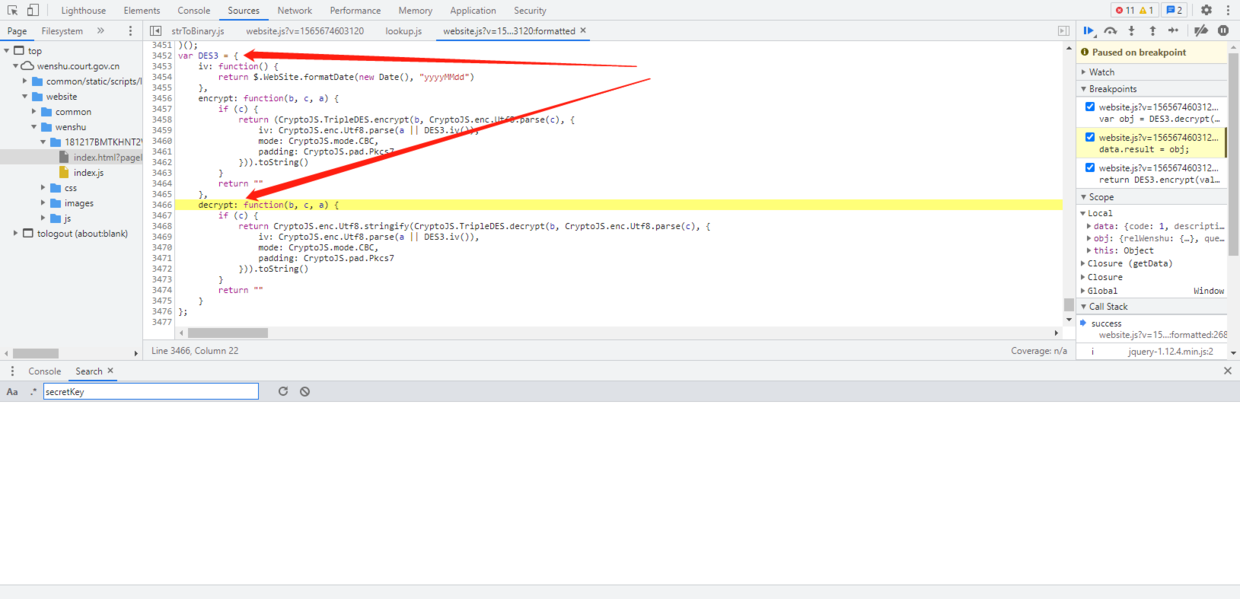 Lighthouse Elements Console Sources Network Performance Memory Application Security 11 1 2
Page Filesystem » strToBinary.js website.js?v=1565674603120 lookup.js website.js?v=15...3120:formatted ×
top
wenshu.court.gov.cn
common/static/scripts/l
website
common
wenshu
181217BMTKHNT2
index.html?pageI
index.js
css
images
js
tologout (about:blank)
3451 )();
3452 var DES3 = {
3453 iv: function() {
3454 return $.WebSite.formatDate(new Date(), "yyyyMMdd")
3455 },
3456 encrypt: function(b, c, a) {
3457 if (c) {
3458 return (CryptoJS.TripleDES.encrypt(b, CryptoJS.enc.Utf8.parse(c), {
3459 iv: CryptoJS.enc.Utf8.parse(a || DES3.iv()),
3460 mode: CryptoJS.mode.CBC,
3461 padding: CryptoJS.pad.Pkcs7
3462 })).toString()
3463 }
3464 return ""
3465 },
3466 decrypt: function(b, c, a) {
3467 if (c) {
3468 return CryptoJS.enc.Utf8.stringify(CryptoJS.TripleDES.decrypt(b, CryptoJS.enc.Utf8.parse(c), {
3469 iv: CryptoJS.enc.Utf8.parse(a || DES3.iv()),
3470 mode: CryptoJS.mode.CBC,
3471 padding: CryptoJS.pad.Pkcs7
3472 })).toString()
3473 }
3474 return ""
3475 }
3476 };
3477
Line 3466, Column 22 Coverage: n/a
Paused on breakpoint
Watch
Breakpoints
website.js?v=156567460312...
var obj = DES3.decrypt(...
website.js?v=156567460312...
data.result = obj;
website.js?v=156567460312...
return DES3.encrypt(val...
Scope
Local
data: {code: 1, descripti...
obj: {relWenshu: {…}, que...
this: Object
Closure (getData)
Closure
Global Window
Call Stack
success
website.js?v=15...:formatted:268
i jquery-1.12.4.min.js:2
Console Search × ×
Aa .* secretKey